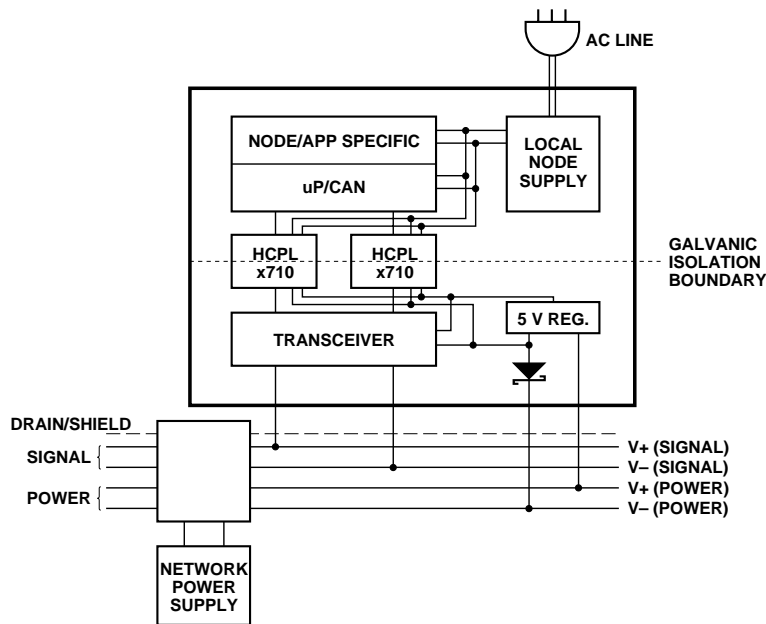 AC LINE
NODE/APP SPECIFIC
uP/CAN
LOCAL
NODE
SUPPLY
HCPL
x710
HCPL
x710
GALVANIC
ISOLATION
BOUNDARY
5 V REG.
TRANSCEIVER
DRAIN/SHIELD
SIGNAL
POWER
V+ (SIGNAL)
V– (SIGNAL)
V+ (POWER)
V– (POWER)
NETWORK
POWER
SUPPLY